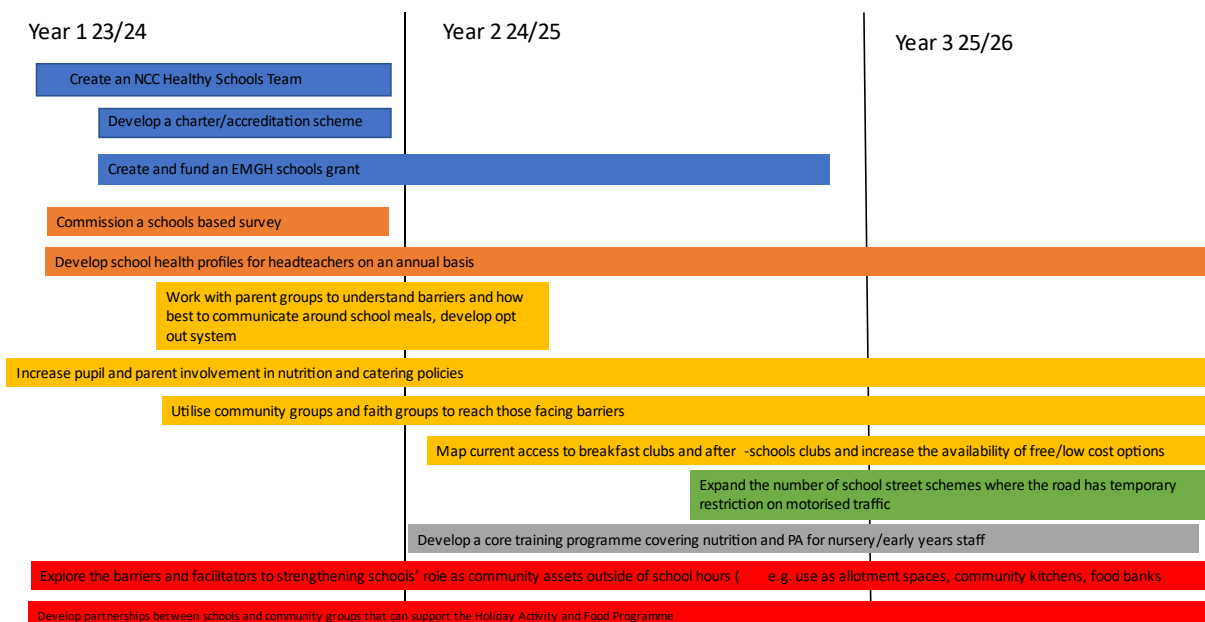 Year 1 23/24
Year 2 24/25
Year 3 25/26
Create an NCC Healthy Schools Team
Develop a charter/accreditation scheme
Create and fund an EMGH schools grant
Commission a schools based survey
Develop school health profiles for headteachers on an annual basis
Work with parent groups to understand barriers and how
best to communicate around school meals, develop opt
out system
Increase pupil and parent involvement in nutrition and catering policies
Utilise community groups and faith groups to reach those facing barriers
Map current access to breakfast clubs and after -schools clubs and increase the availability of free/low cost options
Expand the number of school street schemes where the road has temporary
restriction on motorised traffic
Develop a core training programme covering nutrition and PA for nursery/early years staff
Explore the barriers and facilitators to strengthening schools' role as community assets outside of school hours ( e.g. use as allotment spaces, community kitchens, food banks
Develop partnerships between schools and community groups that can support the Holiday Activity and Food Programme